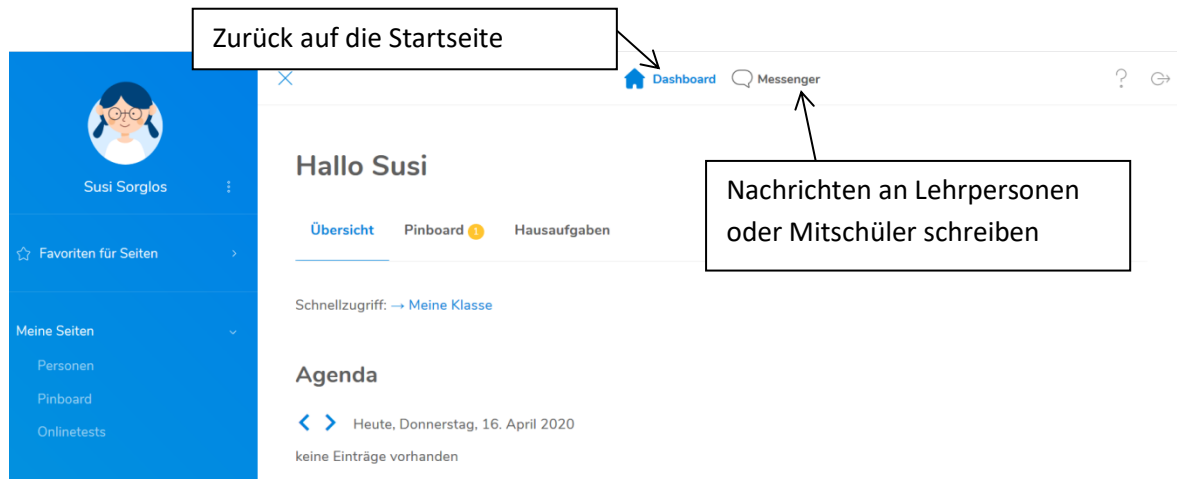 Zurück auf die Startseite
Dashboard Messenger
Susi Sorglos
Hallo Susi
Nachrichten an Lehrpersonen
oder Mitschüler schreiben
Übersicht Pinboard 1 Hausaufgaben
Favoriten für Seiten
Schnellzugriff: → Meine Klasse
Meine Seiten
Personen
Pinboard
Onlinetests
Agenda
Heute, Donnerstag, 16. April 2020
keine Einträge vorhanden